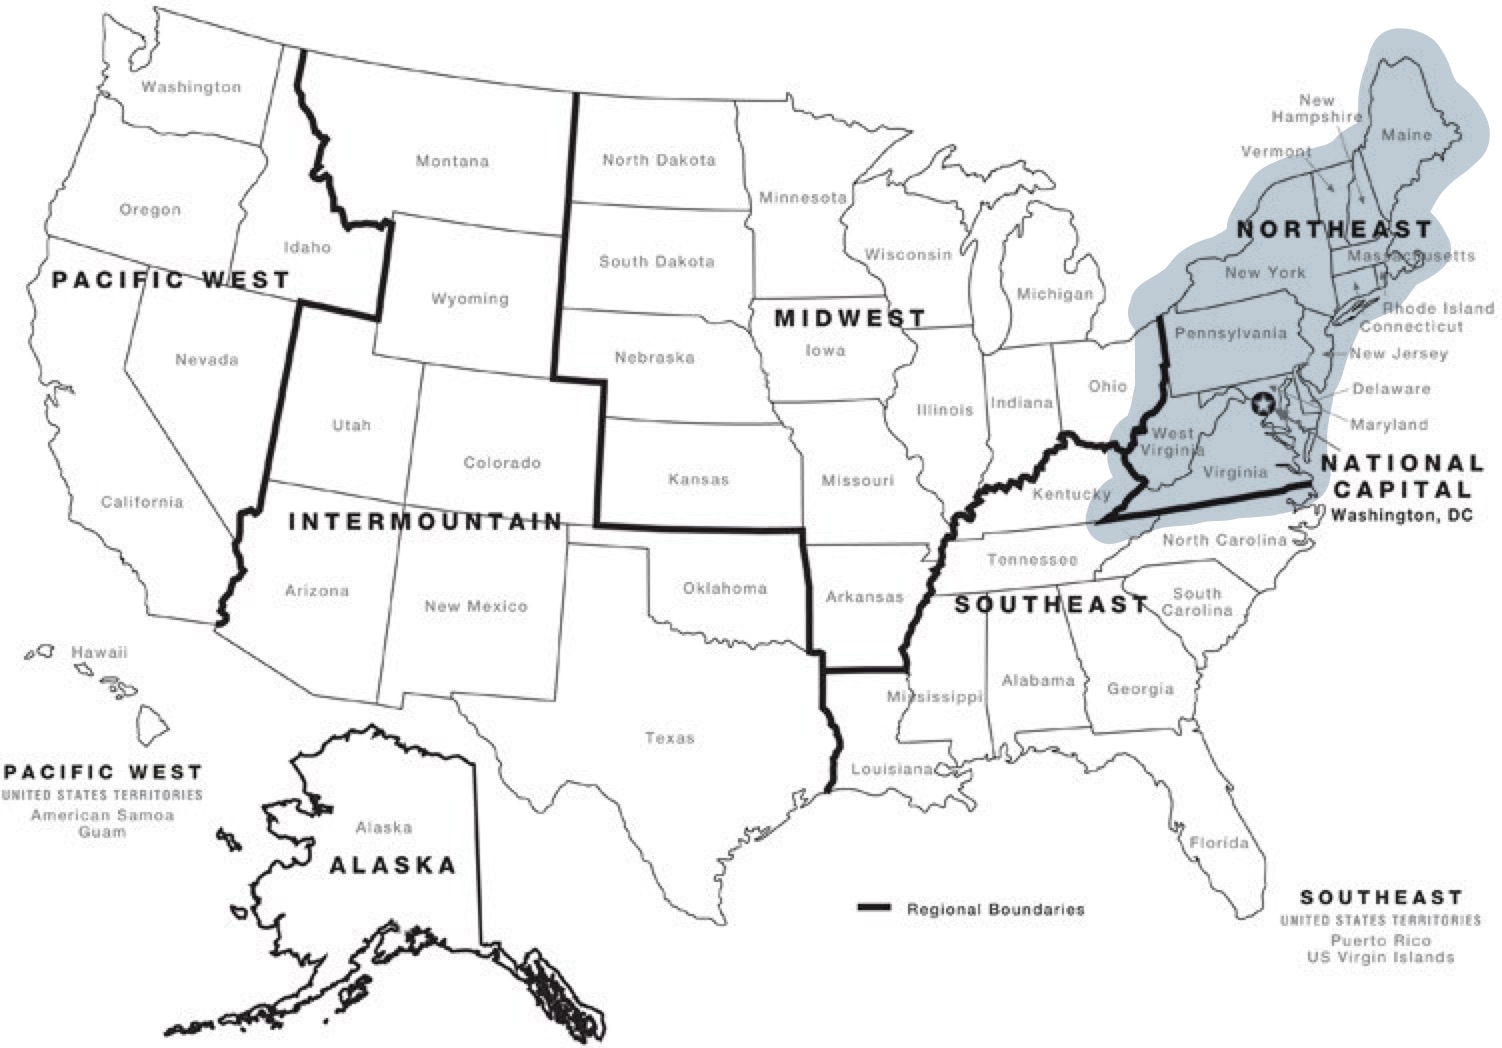 Washington
Oregon
Idaho
Montana
Wyoming
PACIFIC WEST
Nevada
California
Utah
Colorado
INTERMOUNTAIN
Arizona
New Mexico
North Dakota
South Dakota
Nebraska
Kansas
Oklahoma
Texas
Minnesota
Wisconsin
Michigan
MIDWEST
Iowa
Illinois
Indiana
Ohio
Missouri
Arkansas
Louisiana
Kentucky
Tennessee
North Carolina
SOUTHEAST
South
Carolina
Mississippi
Alabama
Georgia
Florida
New
Hampshire
Vermont
Maine
NORTHEAST
Massachusetts
New York
Rhode Island
Connecticut
Pennsylvania
New Jersey
Delaware
Maryland
West
Virginia
Virginia
NATIONAL
CAPITAL
Washington, DC
Hawaii
PACIFIC WEST
UNITED STATES TERRITORIES
American Samoa
Guam
Alaska
ALASKA
Regional Boundaries
SOUTHEAST
UNITED STATES TERRITORIES
Puerto Rico
US Virgin Islands